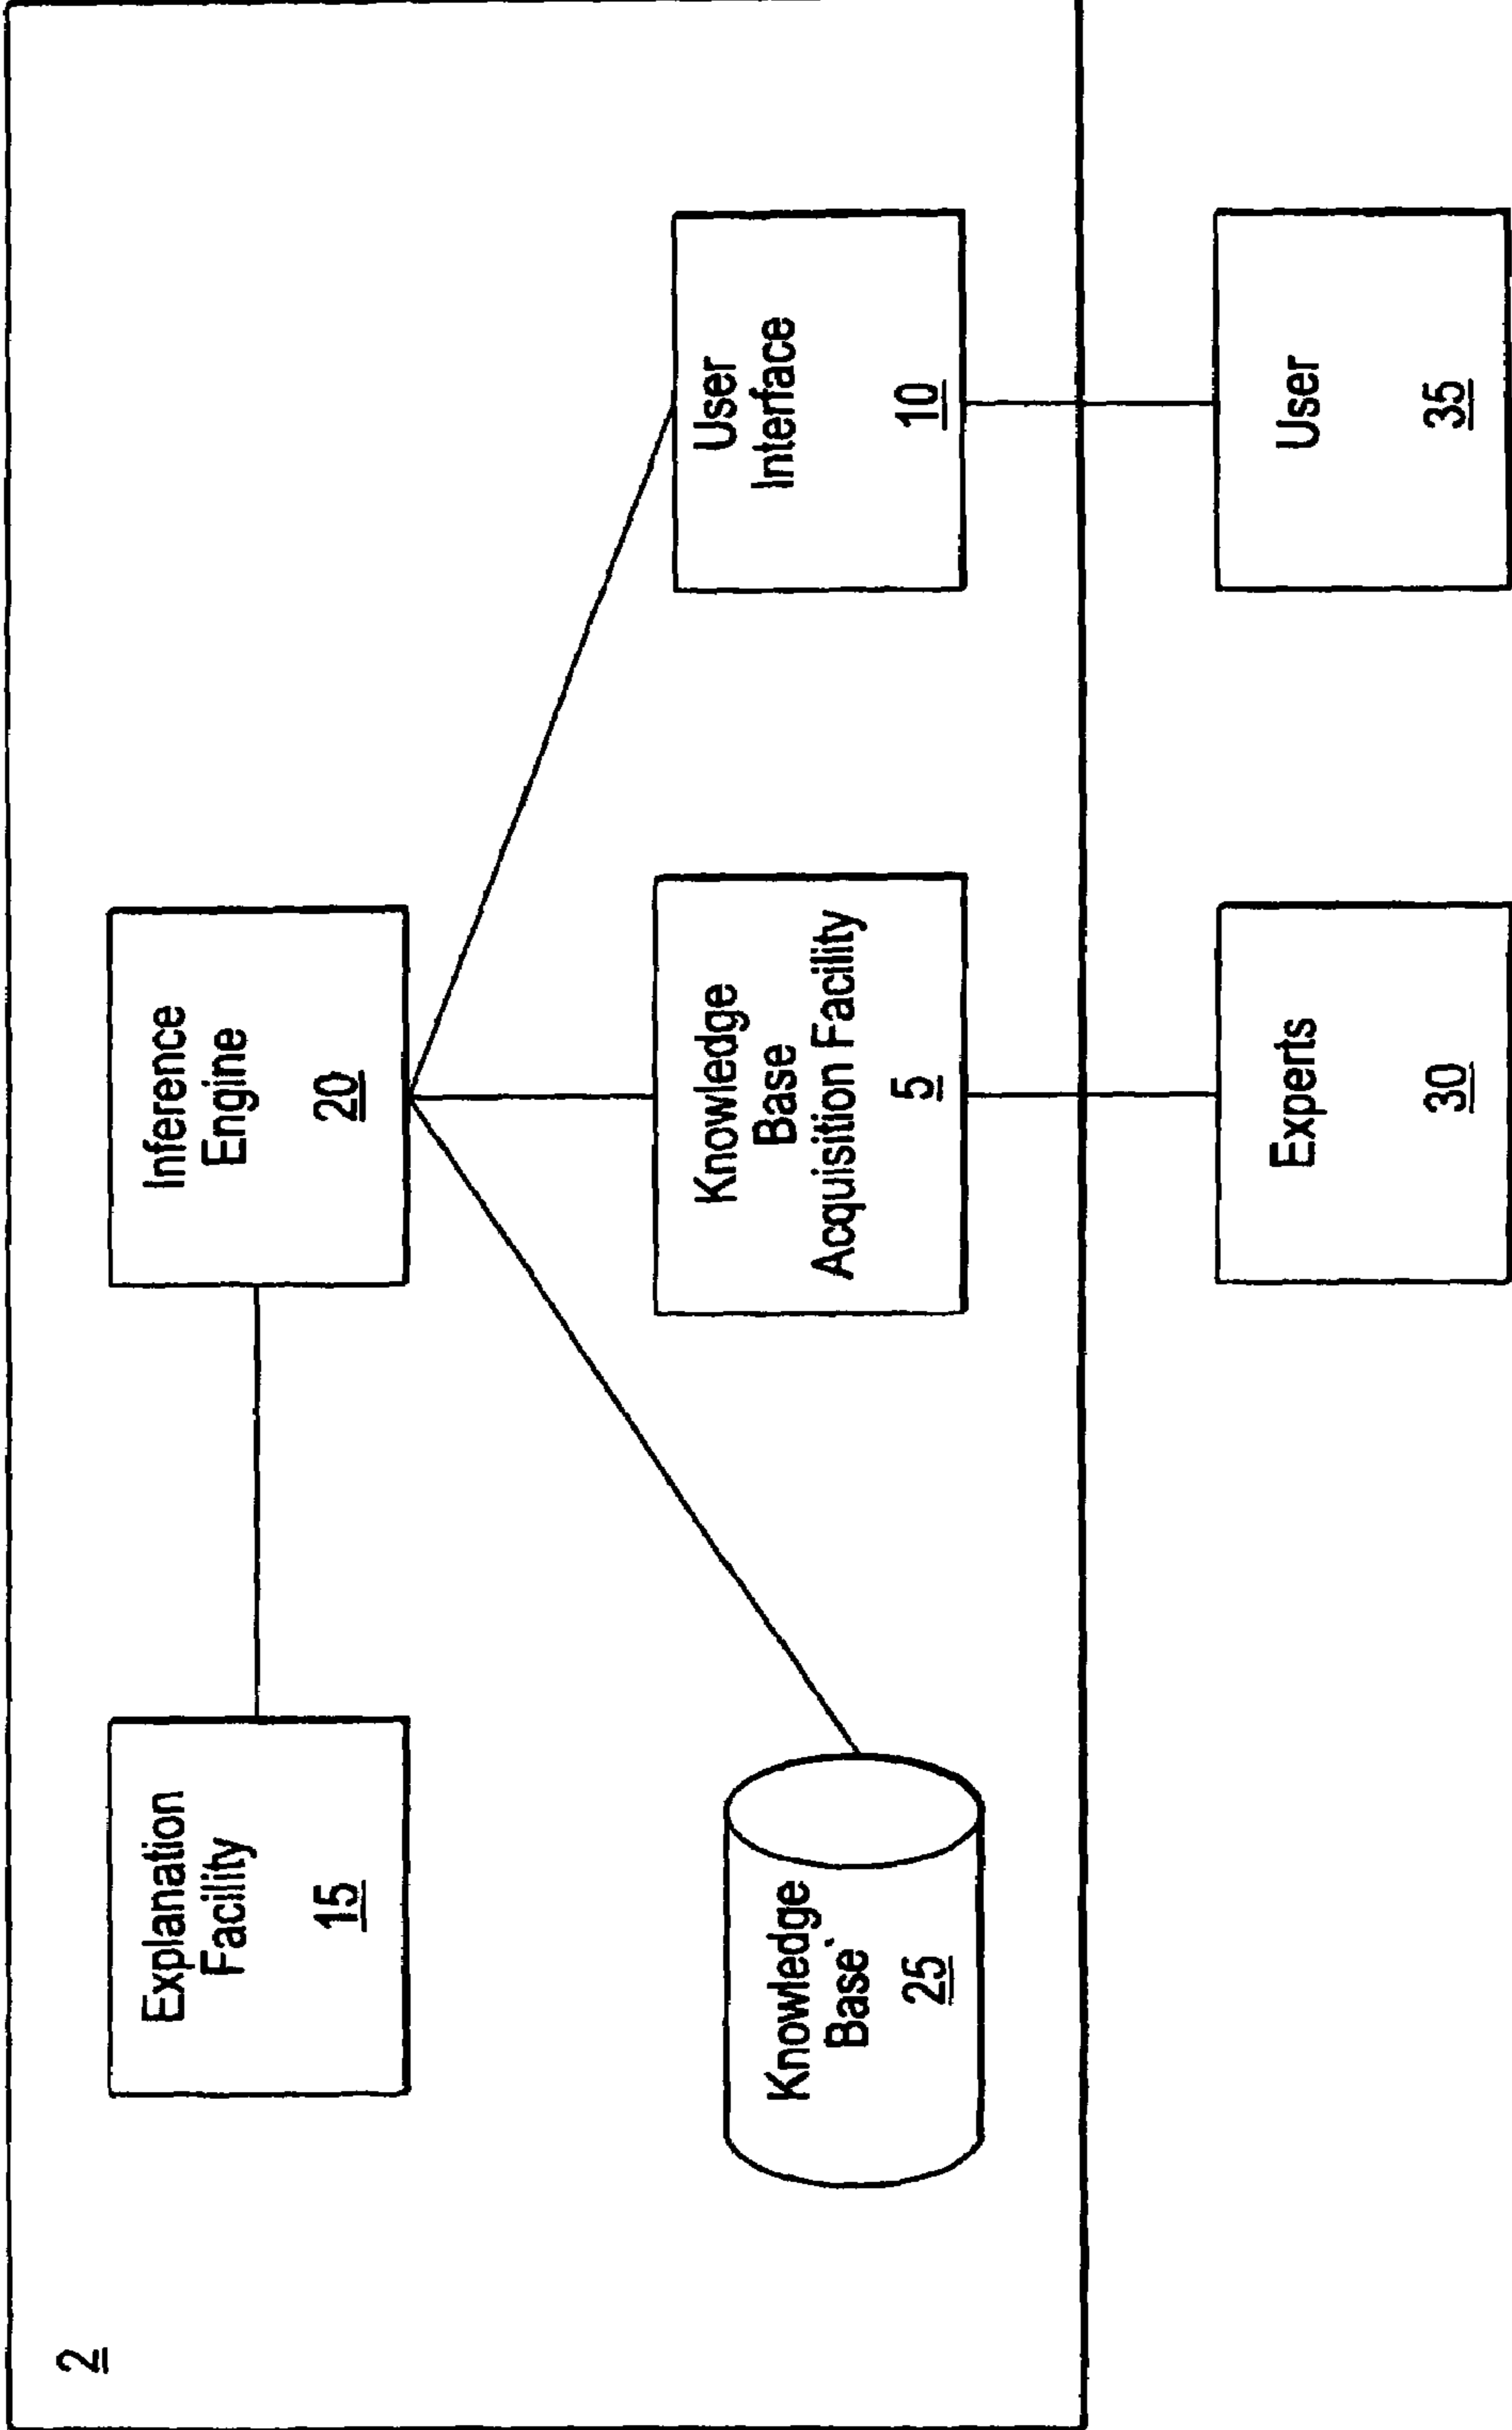 2
Explanation
Facility
15
Inference
Engine
20
Knowledge
Base
25
Knowledge
Base
Acquisition Facility
5
User
Interface
10
Experts
30
User
35